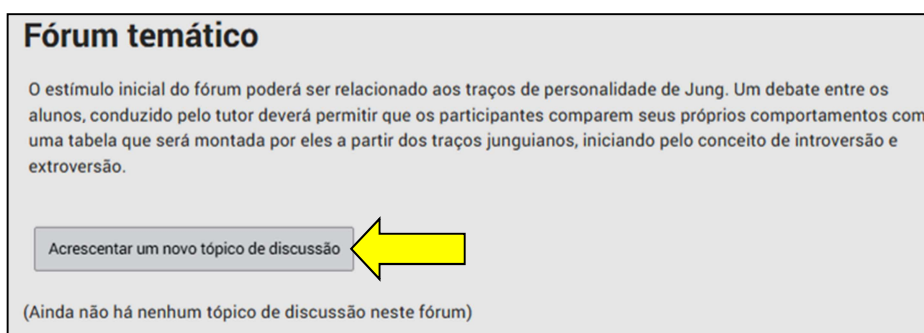 Fórum temático
O estímulo inicial do fórum poderá ser relacionado aos traços de personalidade de Jung. Um debate entre os
alunos, conduzido pelo tutor deverá permitir que os participantes comparem seus próprios comportamentos com
uma tabela que será montada por eles a partir dos traços junguianos, iniciando pelo conceito de introversão e
extroversão.
Acrescentar um novo tópico de discussão
(Ainda não há nenhum tópico de discussão neste fórum)